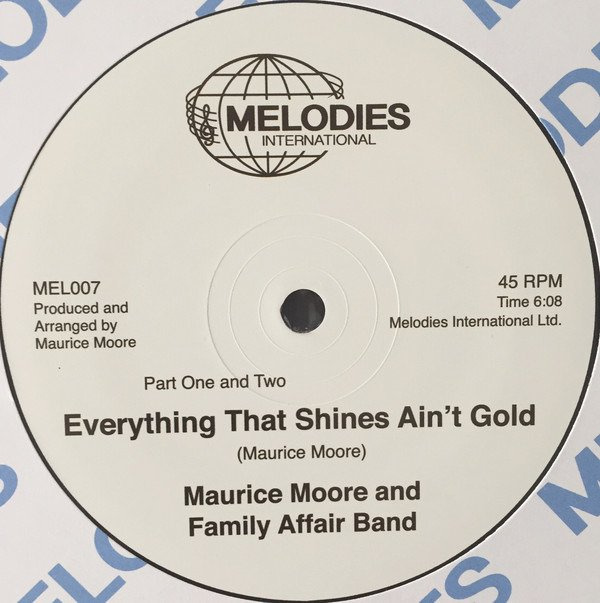 MELODIES
INTERNATIONAL
MEL007
Produced and
Arranged by
Maurice Moore
45 RPM
Time 6:08
Melodies International Ltd.
Part One and Two
Everything That Shines Ain't Gold
(Maurice Moore)
Maurice Moore and
Family Affair Band